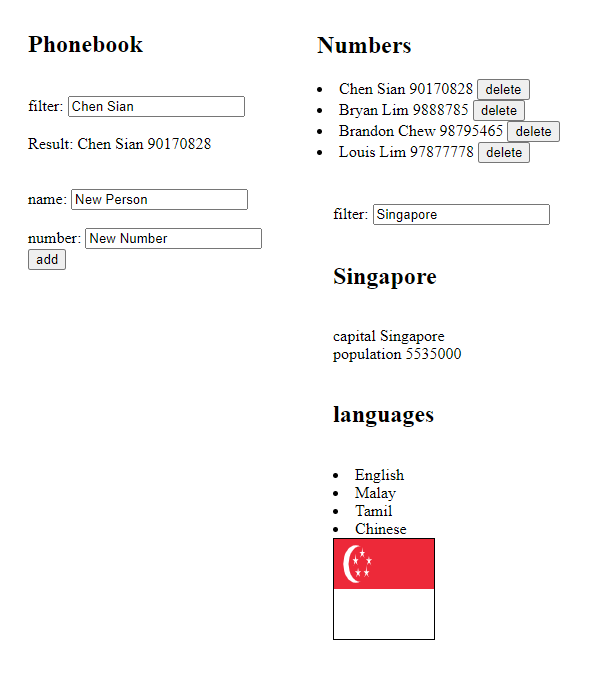 Phonebook
filter: Chen Sian
Result: Chen Sian 90170828
name: New Person
number: New Number
add
Numbers
Chen Sian 90170828 delete
Bryan Lim 9888785 delete
Brandon Chew 98795465 delete
Louis Lim 97877778 delete
filter: Singapore
Singapore
capital Singapore
population 5535000
languages
English
Malay
Tamil
Chinese